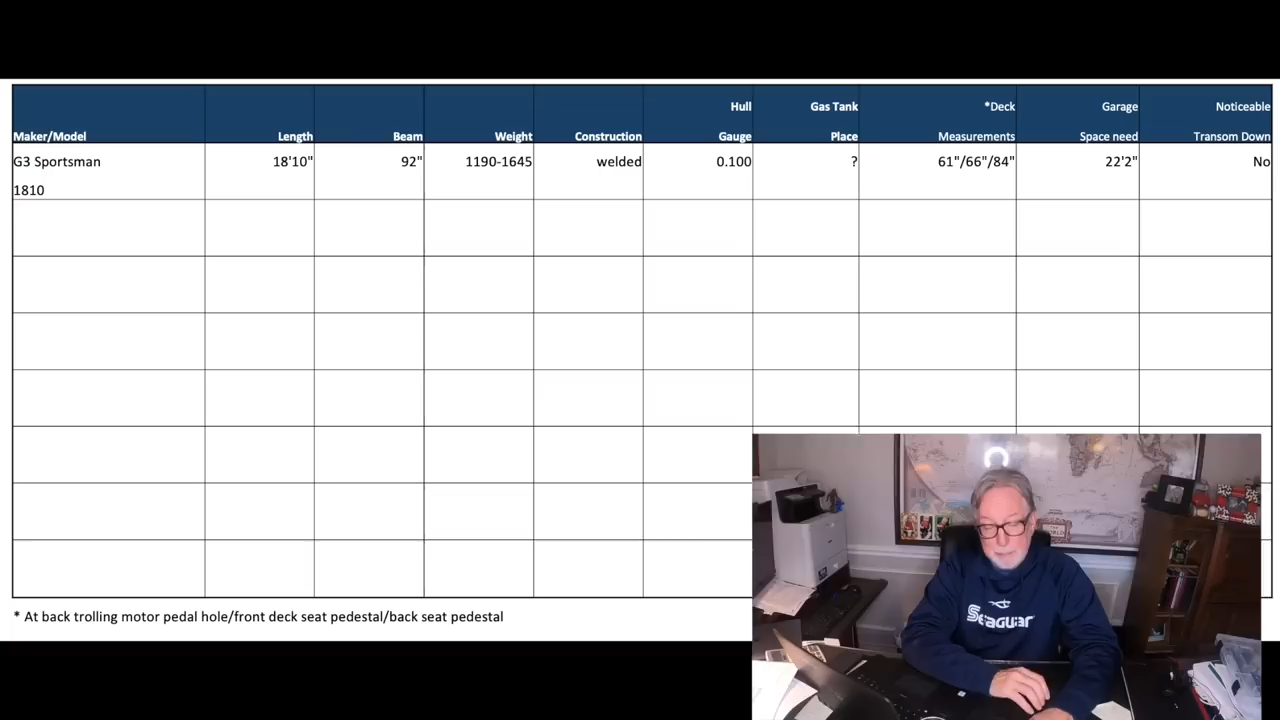 Hull Gas Tank *Deck Garage Noticeable
Maker/Model Length Beam Weight Construction Gauge Place Measurements Space need Transom Down
G3 Sportsman 18'10" 92" 1190-1645 welded 0.100 ? 61"/66"/84" 22'2" No
1810
* At back trolling motor pedal hole/front deck seat pedestal/back seat pedestal
Seaguar